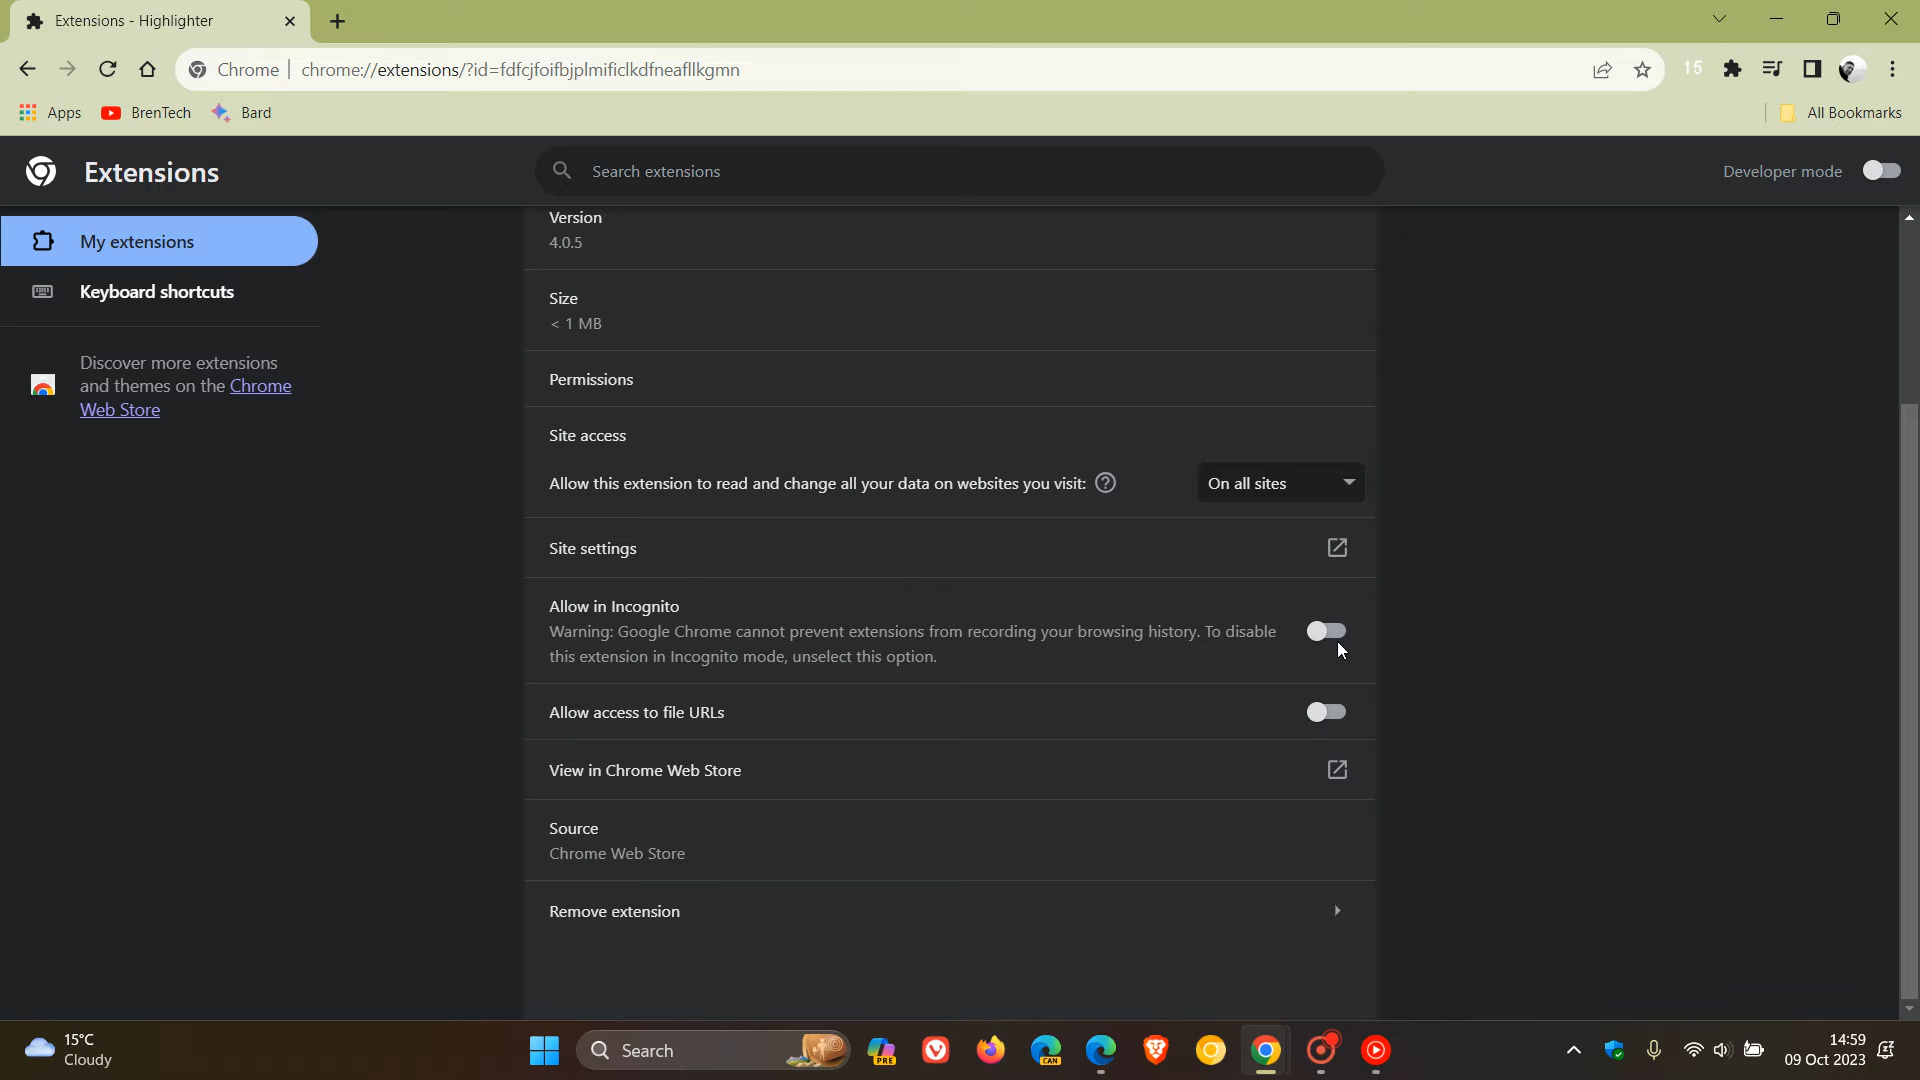 Extensions - Highlighter
Chrome
chrome://extensions/?id=fdfcjfoifbjplmificlkdfneafllkgmn
15
Apps
BrenTech
Bard
All Bookmarks
Extensions
Search extensions
Developer mode
My extensions
Keyboard shortcuts
Discover more extensions
and themes on the Chrome
Web Store
Version
4.0.5
Size
< 1 MB
Permissions
Site access
Allow this extension to read and change all your data on websites you visit:
On all sites
Site settings
Allow in Incognito
Warning: Google Chrome cannot prevent extensions from recording your browsing history. To disable
this extension in Incognito mode, unselect this option.
Allow access to file URLs
View in Chrome Web Store
Source
Chrome Web Store
Remove extension
15°C
Cloudy
Search
PRE
CAN
14:59
09 Oct 2023